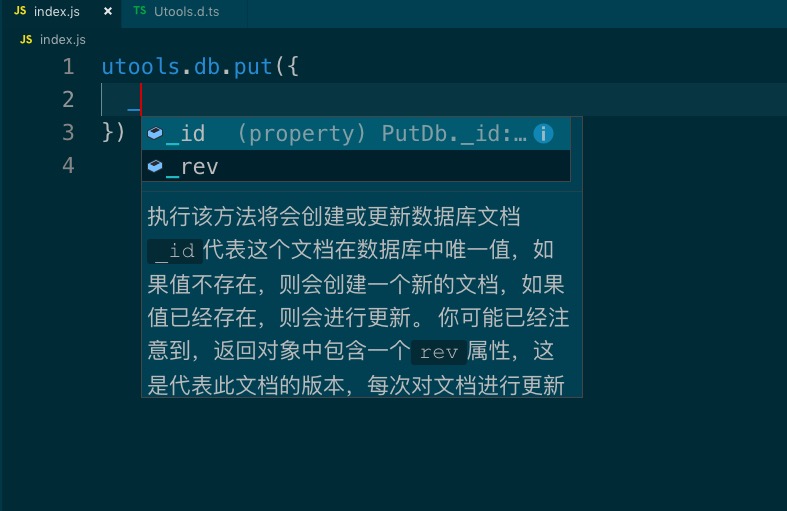 JS index.js × TS Utools.d.ts
JS index.js
1 utools.db.put({
2 _
_id (property) PutDb._id:… i
3 })
_rev
4
执行该方法将会创建或更新数据库文档
_id代表这个文档在数据库中唯一值，如
果值不存在，则会创建一个新的文档，如果
值已经存在，则会进行更新。 你可能已经注
意到，返回对象中包含一个 rev 属性，这
是代表此文档的版本，每次对文档进行更新